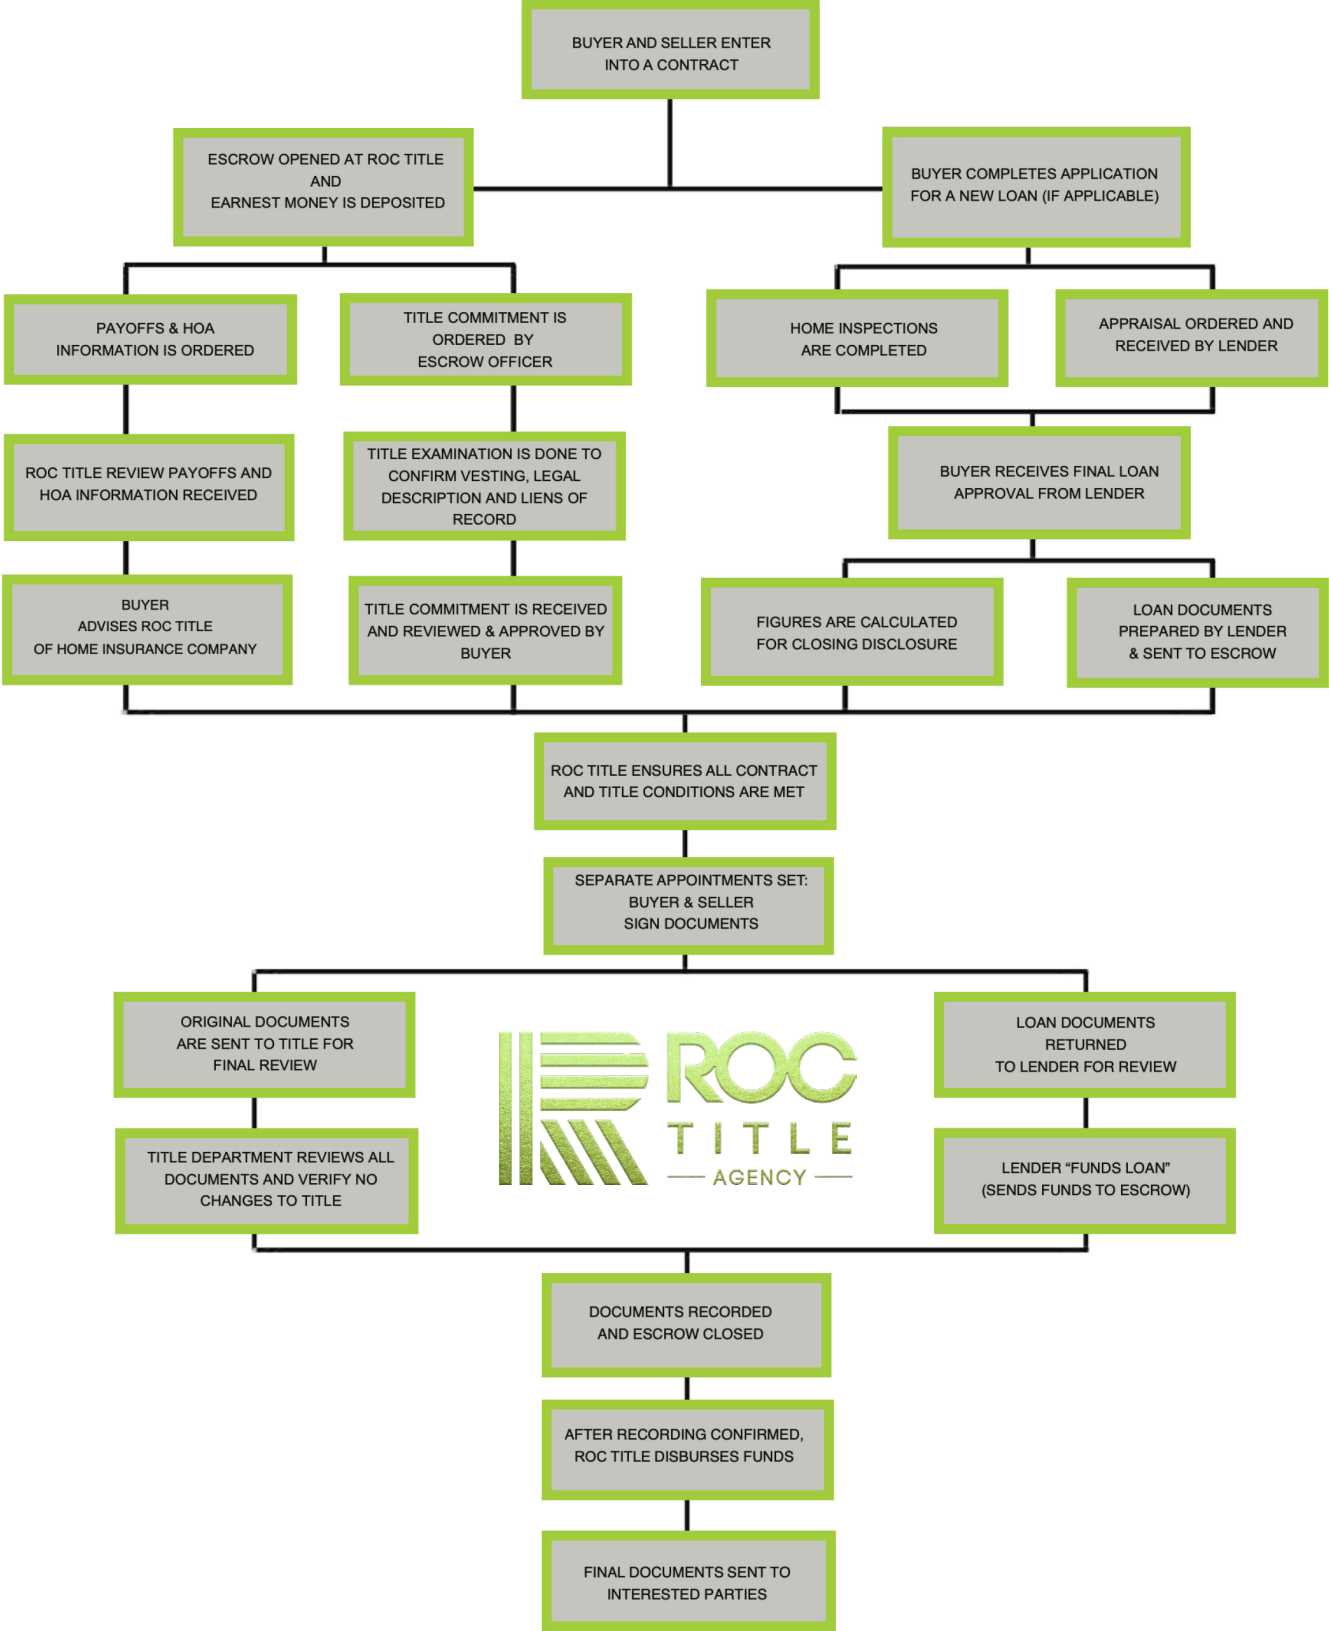 BUYER AND SELLER ENTER
INTO A CONTRACT
ESCROW OPENED AT ROC TITLE
AND
EARNEST MONEY IS DEPOSITED
BUYER COMPLETES APPLICATION
FOR A NEW LOAN (IF APPLICABLE)
PAYOFFS & HOA
INFORMATION IS ORDERED
TITLE COMMITMENT IS
ORDERED BY
ESCROW OFFICER
HOME INSPECTIONS
ARE COMPLETED
APPRAISAL ORDERED AND
RECEIVED BY LENDER
ROC TITLE REVIEW PAYOFFS AND
HOA INFORMATION RECEIVED
TITLE EXAMINATION IS DONE TO
CONFIRM VESTING, LEGAL
DESCRIPTION AND LIENS OF
RECORD
BUYER RECEIVES FINAL LOAN
APPROVAL FROM LENDER
BUYER
ADVISES ROC TITLE
OF HOME INSURANCE COMPANY
TITLE COMMITMENT IS RECEIVED
AND REVIEWED & APPROVED BY
BUYER
FIGURES ARE CALCULATED
FOR CLOSING DISCLOSURE
LOAN DOCUMENTS
PREPARED BY LENDER
& SENT TO ESCROW
ROC TITLE ENSURES ALL CONTRACT
AND TITLE CONDITIONS ARE MET
SEPARATE APPOINTMENTS SET:
BUYER & SELLER
SIGN DOCUMENTS
ORIGINAL DOCUMENTS
ARE SENT TO TITLE FOR
FINAL REVIEW
R ROC
TITLE
AGENCY
LOAN DOCUMENTS
RETURNED
TO LENDER FOR REVIEW
TITLE DEPARTMENT REVIEWS ALL
DOCUMENTS AND VERIFY NO
CHANGES TO TITLE
LENDER “FUNDS LOAN”
(SENDS FUNDS TO ESCROW)
DOCUMENTS RECORDED
AND ESCROW CLOSED
AFTER RECORDING CONFIRMED,
ROC TITLE DISBURSES FUNDS
FINAL DOCUMENTS SENT TO
INTERESTED PARTIES